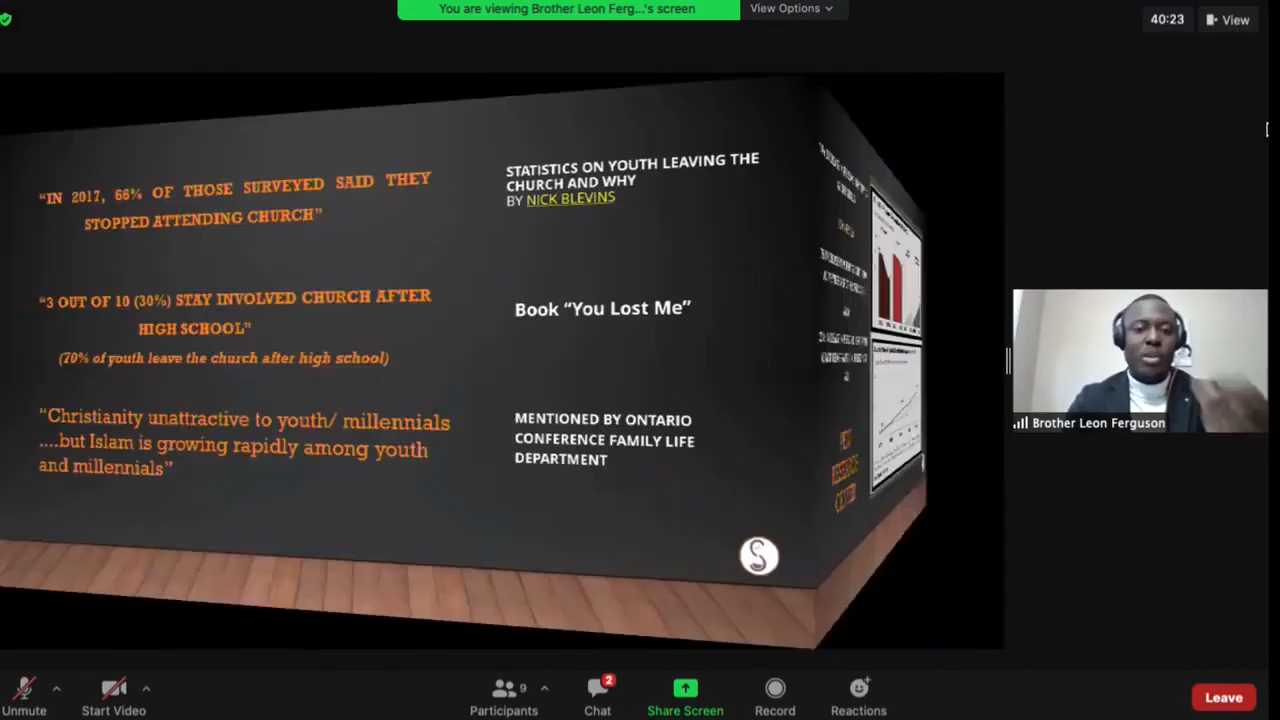 You are viewing Brother Leon Ferg...'s screen
View Options
40:23
View
“IN 2017, 66% OF THOSE SURVEYED SAID THEY
STOPPED ATTENDING CHURCH”
STATISTICS ON YOUTH LEAVING THE
CHURCH AND WHY
BY NICK BLEVINS
“3 OUT OF 10 (30%) STAY INVOLVED CHURCH AFTER
HIGH SCHOOL”
(70% of youth leave the church after high school)
Book “You Lost Me”
“Christianity unattractive to youth/ millennials
....but Islam is growing rapidly among youth
and millennials”
MENTIONED BY ONTARIO
CONFERENCE FAMILY LIFE
DEPARTMENT
PEW
RESEARCH
CENTER
S
Brother Leon Ferguson
Unmute
Start Video
9
Participants
2
Chat
Share Screen
Record
Reactions
Leave